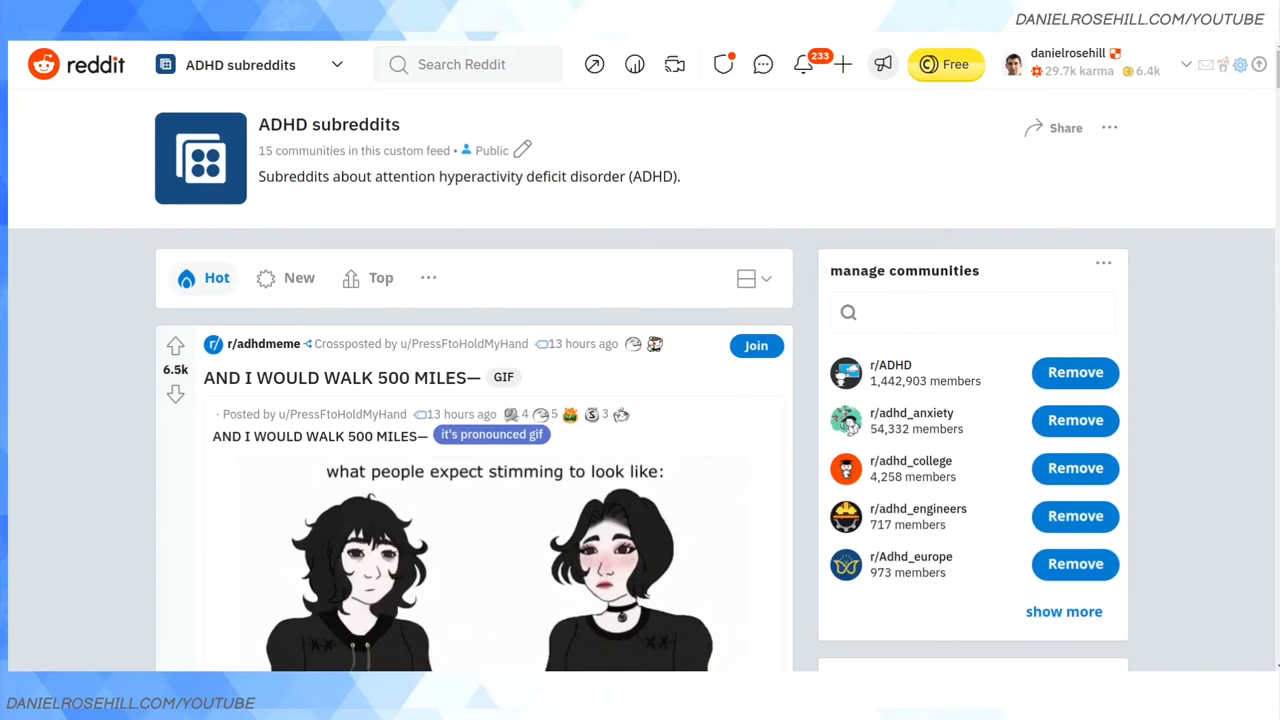 DANIELROSEHILL.COM/YOUTUBE
reddit
ADHD subreddits
Search Reddit
233
Free
danielrosehill
29.7k karma
6.4k
ADHD subreddits
15 communities in this custom feed • Public
Subreddits about attention hyperactivity deficit disorder (ADHD).
Share
Hot
New
Top
r/ r/adhdmeme Crossposted by u/PressFtoHoldMyHand 13 hours ago
Join
6.5k
AND I WOULD WALK 500 MILES— GIF
· Posted by u/PressFtoHoldMyHand 13 hours ago 4 5 3
AND I WOULD WALK 500 MILES— it's pronounced gif
what people expect stimming to look like:
manage communities
r/ADHD
1,442,903 members
Remove
r/adhd_anxiety
54,332 members
Remove
r/adhd_college
4,258 members
Remove
r/adhd_engineers
717 members
Remove
r/Adhd_europe
973 members
Remove
show more
DANIELROSEHILL.COM/YOUTUBE